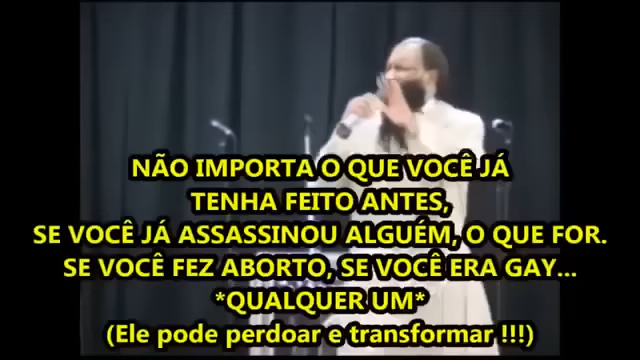 NÃO IMPORTA O QUE VOCÊ JÁ
TENHA FEITO ANTES,
SE VOCÊ JÁ ASSASSINOU ALGUÉM, O QUE FOR.
SE VOCÊ FEZ ABORTO, SE VOCÊ ERA GAY...
*QUALQUER UM*
(Ele pode perdoar e transformar !!!)